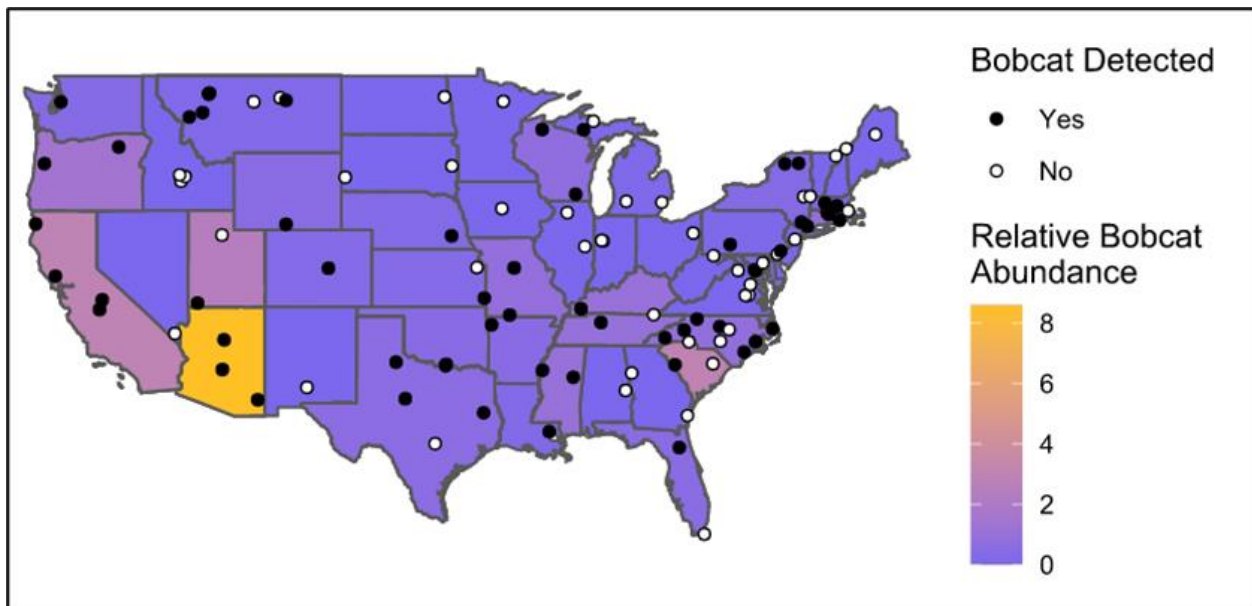 Bobcat Detected
Yes
No
Relative Bobcat
Abundance
8
6
4
2
0